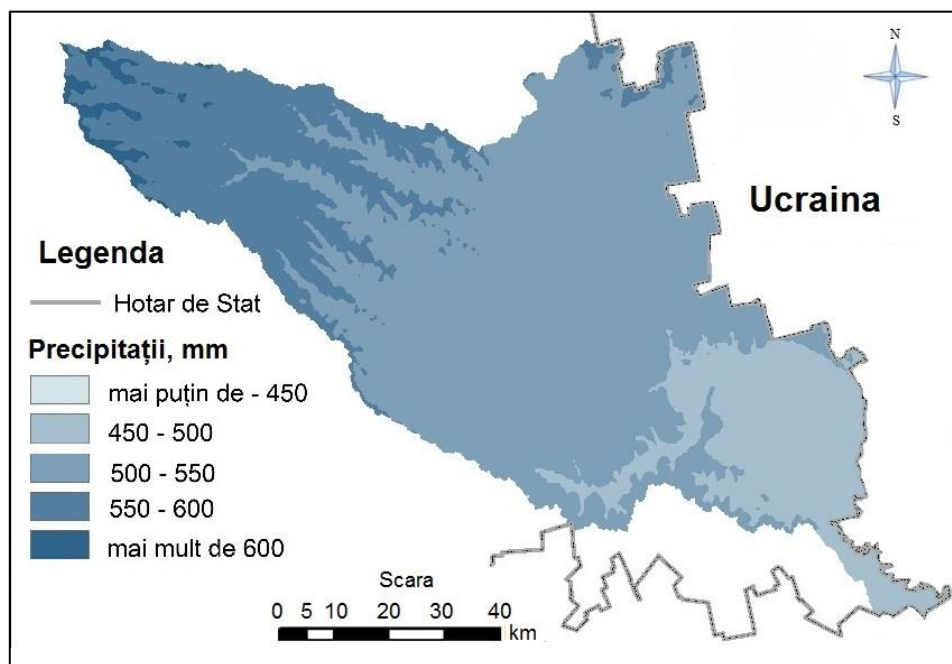 N
S
Ucraina
Legenda
Hotar de Stat
Precipitații, mm
mai puțin de - 450
450 - 500
500 - 550
550 - 600
mai mult de 600
Scara
0 5 10 20 30 40
km